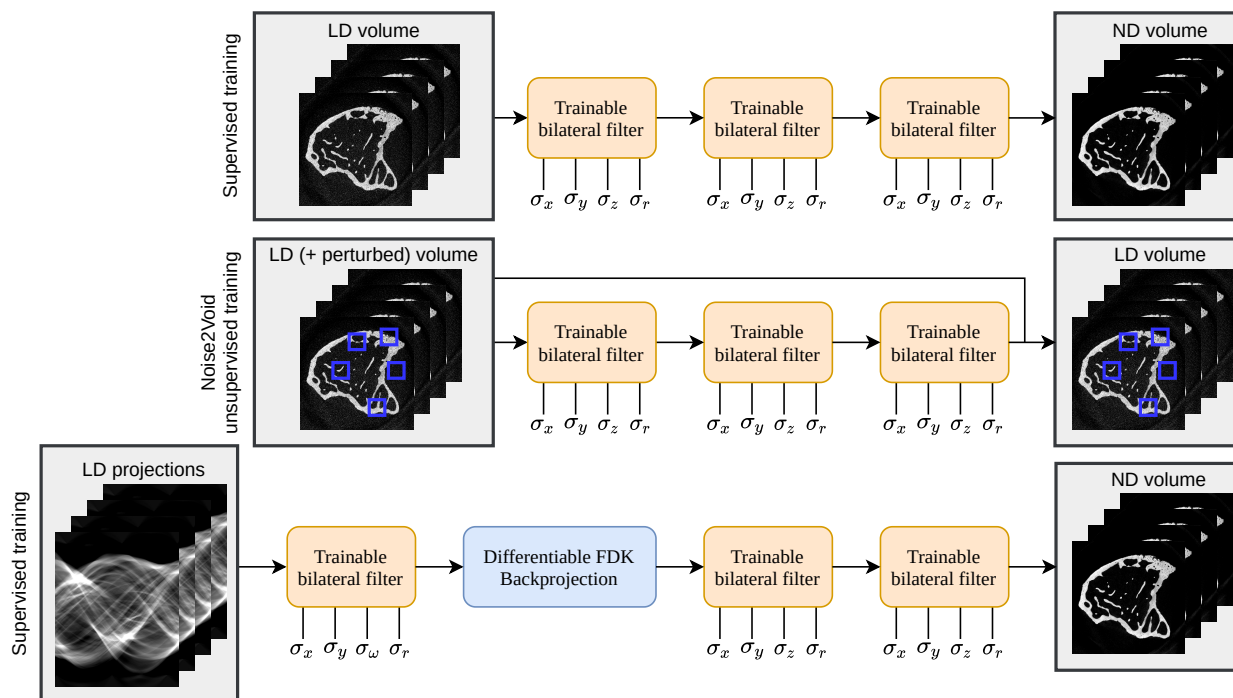 Supervised training
LD volume
Trainable
bilateral filter
σx σy σz σr
Trainable
bilateral filter
σx σy σz σr
Trainable
bilateral filter
σx σy σz σr
ND volume
Noise2Void
unsupervised training
LD (+ perturbed) volume
Trainable
bilateral filter
σx σy σz σr
Trainable
bilateral filter
σx σy σz σr
Trainable
bilateral filter
σx σy σz σr
LD volume
Supervised training
LD projections
Trainable
bilateral filter
σx σy σω σr
Differentiable FDK
Backprojection
Trainable
bilateral filter
σx σy σz σr
Trainable
bilateral filter
σx σy σz σr
ND volume